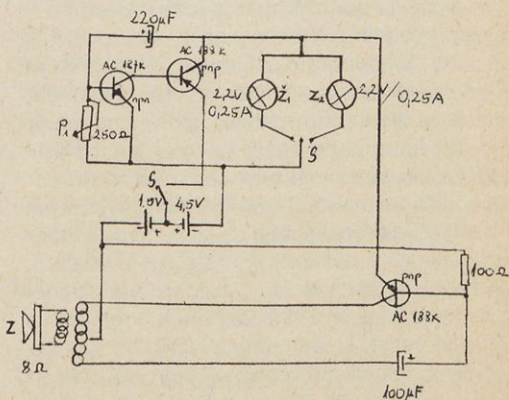 220µF
AC 187K
npn
AC 188K
pnp
2,2V
0,25A
Ž1
Ž2
2,2V/
0,25A
P1
250Ω
S
S
1,5V
4,5V
+
+
100Ω
pnp
AC 188K
Z
8Ω
+
100µF